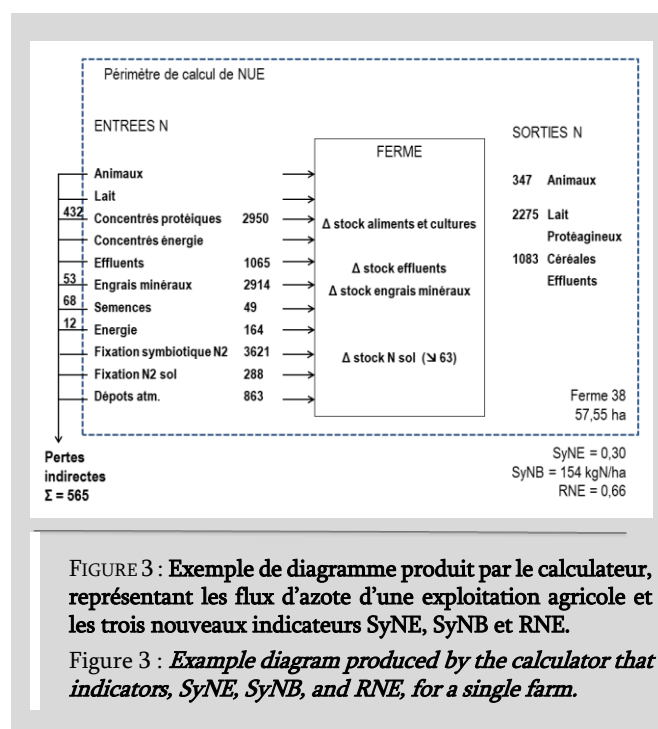 Périmètre de calcul de NUE
ENTREES N
Animaux
Lait
432 Concentrés protéiques 2950
Concentrés énergie
Effluents 1065
53 Engrais minéraux 2914
68 Semences 49
12 Energie 164
Fixation symbiotique N2 3621
Fixation N2 sol 288
Dépots atm. 863
Pertes
indirectes
Σ = 565
FERME
Δ stock aliments et cultures
Δ stock effluents
Δ stock engrais minéraux
Δ stock N sol (↘ 63)
SORTIES N
347 Animaux
2275 Lait
Protéagineux
1083 Céréales
Effluents
Ferme 38
57,55 ha
SyNE = 0,30
SyNB = 154 kgN/ha
RNE = 0,66
FIGURE 3 : Exemple de diagramme produit par le calculateur,
représentant les flux d'azote d'une exploitation agricole et
les trois nouveaux indicateurs SyNE, SyNB et RNE.
Figure 3 : Example diagram produced by the calculator that
indicators, SyNE, SyNB, and RNE, for a single farm.